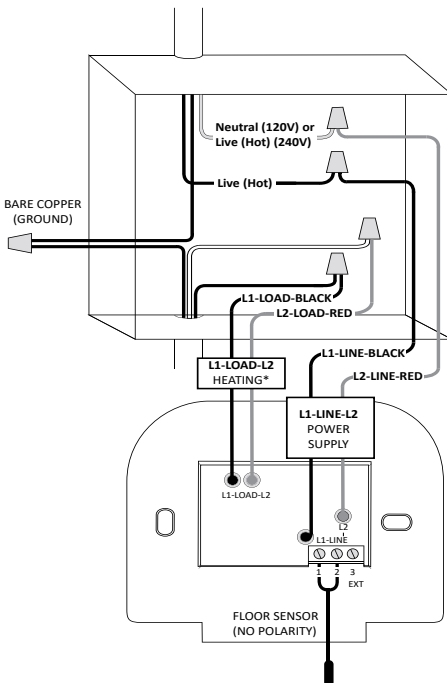 Neutral (120V) or
Live (Hot) (240V)
Live (Hot)
BARE COPPER
(GROUND)
L1-LOAD-BLACK
L2-LOAD-RED
L1-LINE-BLACK
L1-LOAD-L2
HEATING*
L2-LINE-RED
L1-LINE-L2
POWER
SUPPLY
L1-LOAD-L2
L2
L1-LINE
1 2 3
EXT
FLOOR SENSOR
(NO POLARITY)